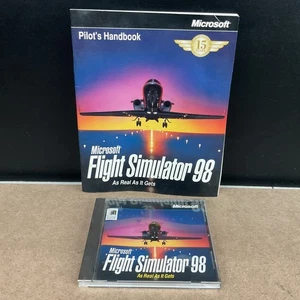 Microsoft
Pilot's Handbook
15
Microsoft
Flight Simulator 98
As Real As It Gets
Microsoft
Microsoft
Flight Simulator 98
As Real As It Gets